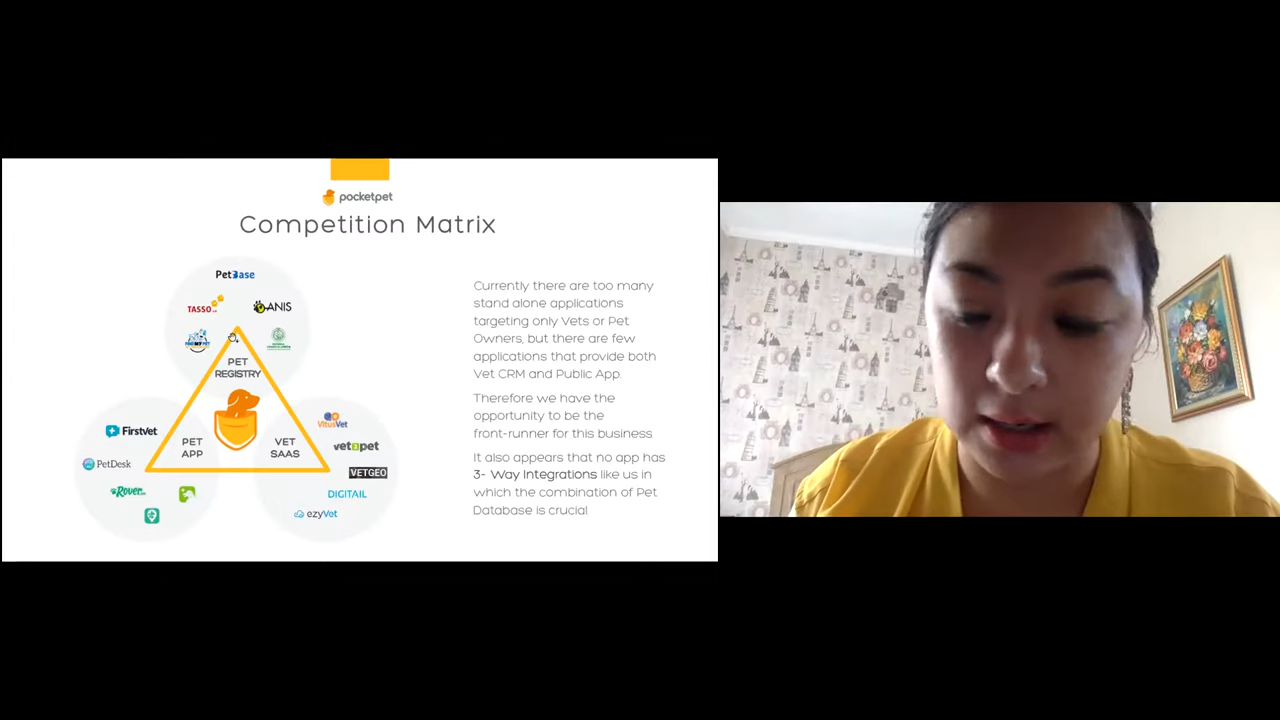 pocketpet
Competition Matrix
PetBase
TASSO
ANIS
FINDMYPET
PET
REGISTRY
Firstvet
PetDesk
Rover
PET
APP
VET
SAAS
VitusVet
vet2pet
VETGEO
DIGITAIL
ezyVet
Currently there are too many
stand alone applications
targeting only Vets or Pet
Owners, but there are few
applications that provide both
Vet CRM and Public App.
Therefore we have the
opportunity to be the
front-runner for this business.
It also appears that no app has
3- Way Integrations like us in
which the combination of Pet
Database is crucial